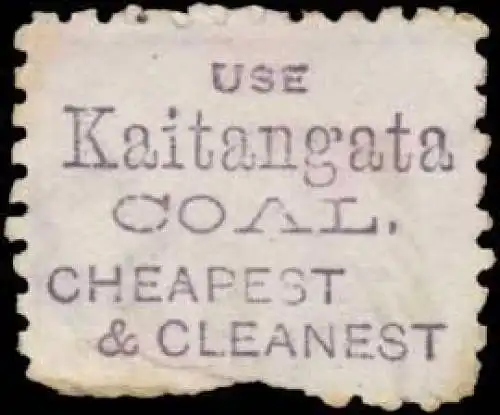 USE
Kaitangata
COAL.
CHEAPEST
& CLEANEST